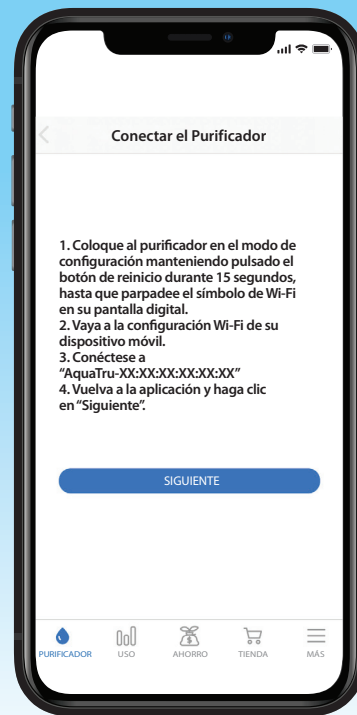 Conectar el Purificador
1. Coloque al purificador en el modo de
configuración manteniendo pulsado el
botón de reinicio durante 15 segundos,
hasta que parpadee el símbolo de Wi-Fi
en su pantalla digital.
2. Vaya a la configuración Wi-Fi de su
dispositivo móvil.
3. Conéctese a
“AquaTru-XX:XX:XX:XX:XX:XX”
4. Vuelva a la aplicación y haga clic
en “Siguiente”.
SIGUIENTE
PURIFICADOR USO AHORRO TIENDA MÁS